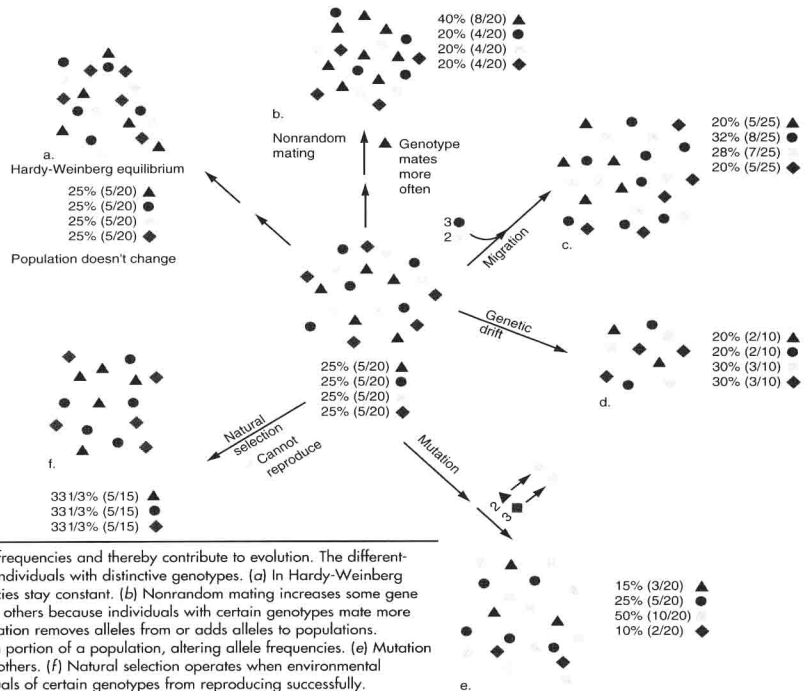 40% (8/20)
20% (4/20)
20% (4/20)
20% (4/20)
b.
Nonrandom
mating
Genotype
mates
more
often
a.
Hardy-Weinberg equilibrium
25% (5/20)
25% (5/20)
25% (5/20)
25% (5/20)
Population doesn't change
20% (5/25)
32% (8/25)
28% (7/25)
20% (5/25)
3
2
Migration
c.
Genetic
drift
20% (2/10)
20% (2/10)
30% (3/10)
30% (3/10)
d.
25% (5/20)
25% (5/20)
25% (5/20)
25% (5/20)
Natural
selection
Cannot
reproduce
f.
331/3% (5/15)
331/3% (5/15)
331/3% (5/15)
Mutation
2
3
15% (3/20)
25% (5/20)
50% (10/20)
10% (2/20)
e.
frequencies and thereby contribute to evolution. The different-
individuals with distinctive genotypes. (a) In Hardy-Weinberg
cies stay constant. (b) Nonrandom mating increases some gene
others because individuals with certain genotypes mate more
ation removes alleles from or adds alleles to populations.
portion of a population, altering allele frequencies. (e) Mutation
others. (f) Natural selection operates when environmental
uals of certain genotypes from reproducing successfully.